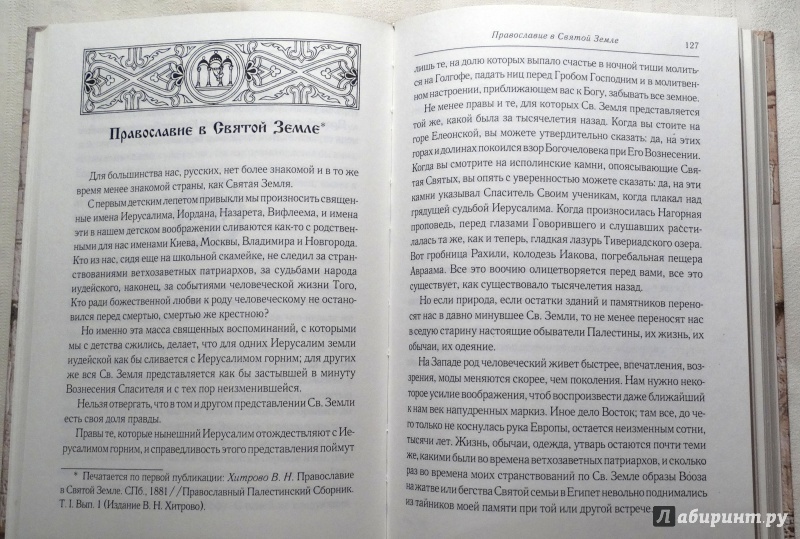 Православие в Святой Земле*
Для большинства нас, русских, нет более знакомой и в то же
время менее знакомой страны, как Святая Земля.
С первым детским лепетом привыкли мы произносить священ-
ные имена Иерусалима, Иордана, Назарета, Вифлеема, и имена
эти в нашем детском воображении сливаются как-то с родствен-
ными для нас именами Киева, Москвы, Владимира и Новгорода.
Кто из нас, сидя еще на школьной скамейке, не следил за стран-
ствованиями ветхозаветных патриархов, за судьбами народа
иудейского, наконец, за событиями человеческой жизни Того,
Кто ради божественной любви к роду человеческому не остано-
вился перед смертью, смертью же крестною?
Но именно эта масса священных воспоминаний, с которыми
мы с детства сжились, делает, что для одних Иерусалим земли
иудейской как бы сливается с Иерусалимом горним; для других
же вся Св. Земля представляется как бы застывшей в минуту
Вознесения Спасителя и с тех пор неизменившейся.
Нельзя отвергать, что в том и другом представлении Св. Земли
есть своя доля правды.
Правы те, которые нынешний Иерусалим отождествляют с Ие-
русалимом горним, и справедливость этого представления поймут
* Печатается по первой публикации: Хитрово В. Н. Православие
в Святой Земле. СПб., 1881//Православный Палестинский Сборник.
Т. I. Вып. 1 (Издание В. Н. Хитрово).
Православие в Святой Земле 127
лишь те, на долю которых выпало счастье в ночной тиши молиться
на Голгофе, падать ниц перед Гробом Господним и в молитвен-
ном настроении, приближающем вас к Богу, забывать все земное.
Не менее правы и те, для которых Св. Земля представляется
той же, какой была за тысячелетия назад. Когда вы стоите на
горе Елеонской, вы можете утвердительно сказать: да, на этих
горах и долинах покоился взор Богочеловека при Его Вознесении.
Когда вы смотрите на исполинские камни, опоясывающие Свя-
тая Святых, вы опять с уверенностью можете сказать: да, на эти
камни указывал Спаситель Своим ученикам, когда плакал над
грядущей судьбой Иерусалима. Когда произносилась Нагорная
проповедь, перед глазами Говорившего и слушавших расстилалась
та же, как и теперь, гладкая лазурь Тивериадского озера.
Вот гробница Рахили, колодезь Иакова, погребальная пещера
Авраама. Все это воочию олицетворяется перед вами, все это
существует, как существовало тысячелетия назад.
Но если природа, если остатки зданий и памятников перенос-
ят нас в давно минувшее Св. Земли, то не менее переносят нас
в седую старину настоящие обыватели Палестины, их жизнь, их
обычаи, их одеяние.
На Западе род человеческий живет быстрее, впечатления, воз-
зрения, моды меняются скорее, чем поколения. Нам нужно неко-
торое усилие воображения, чтоб воспроизвести даже ближайший
к нам век напудренных маркиз. Иное дело Восток; там все, до че-
го только не коснулась рука Европы, остается неизменным сотни,
тысячи лет. Жизнь, обычаи, одежда, утварь остаются почти теми
же, какими были во времена ветхозаветных патриархов, и сколько
раз во время моих странствований по Св. Земле образы Вооза
на жатве или бегства Святой семьи в Египет невольно поднимались
из тайников моей памяти при той или другой встрече.
Лабиринт.ру